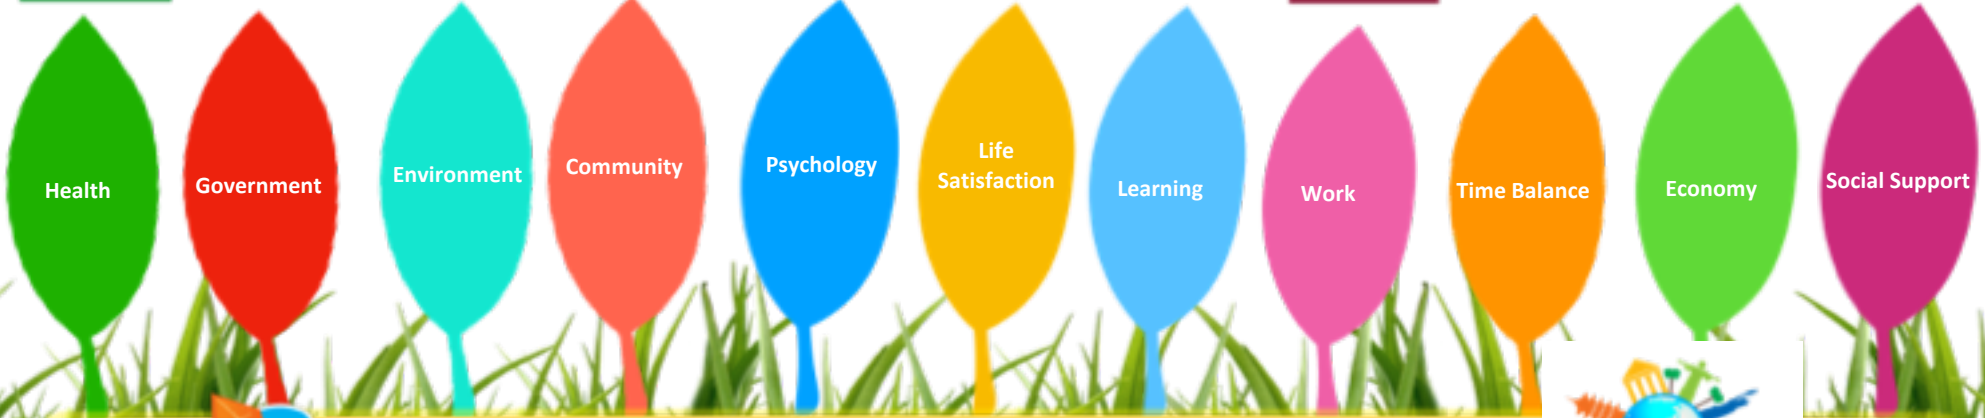 Health
Government
Environment
Community
Psychology
Life
Satisfaction
Learning
Work
Time Balance
Economy
Social Support